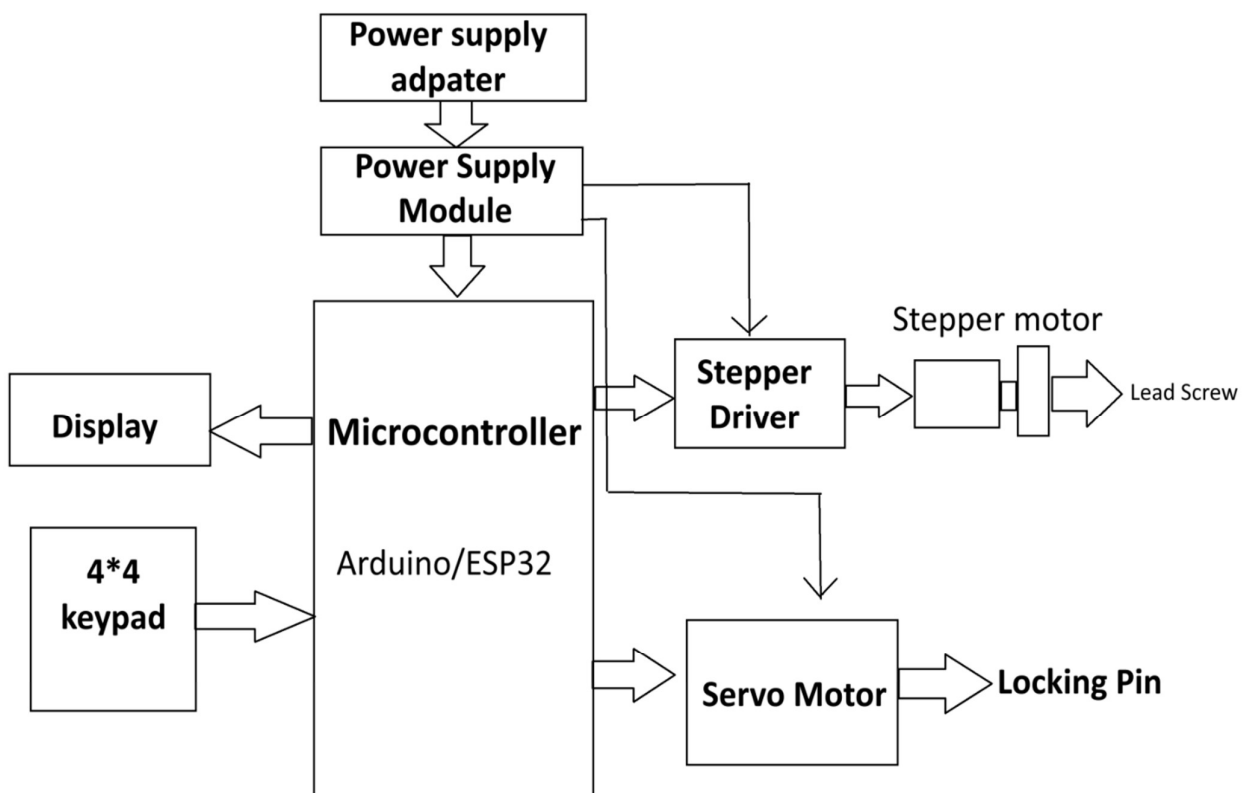 Power supply
adpater
Power Supply
Module
Stepper motor
Stepper
Driver
Lead Screw
Display
Microcontroller
Arduino/ESP32
4*4
keypad
Servo Motor
Locking Pin